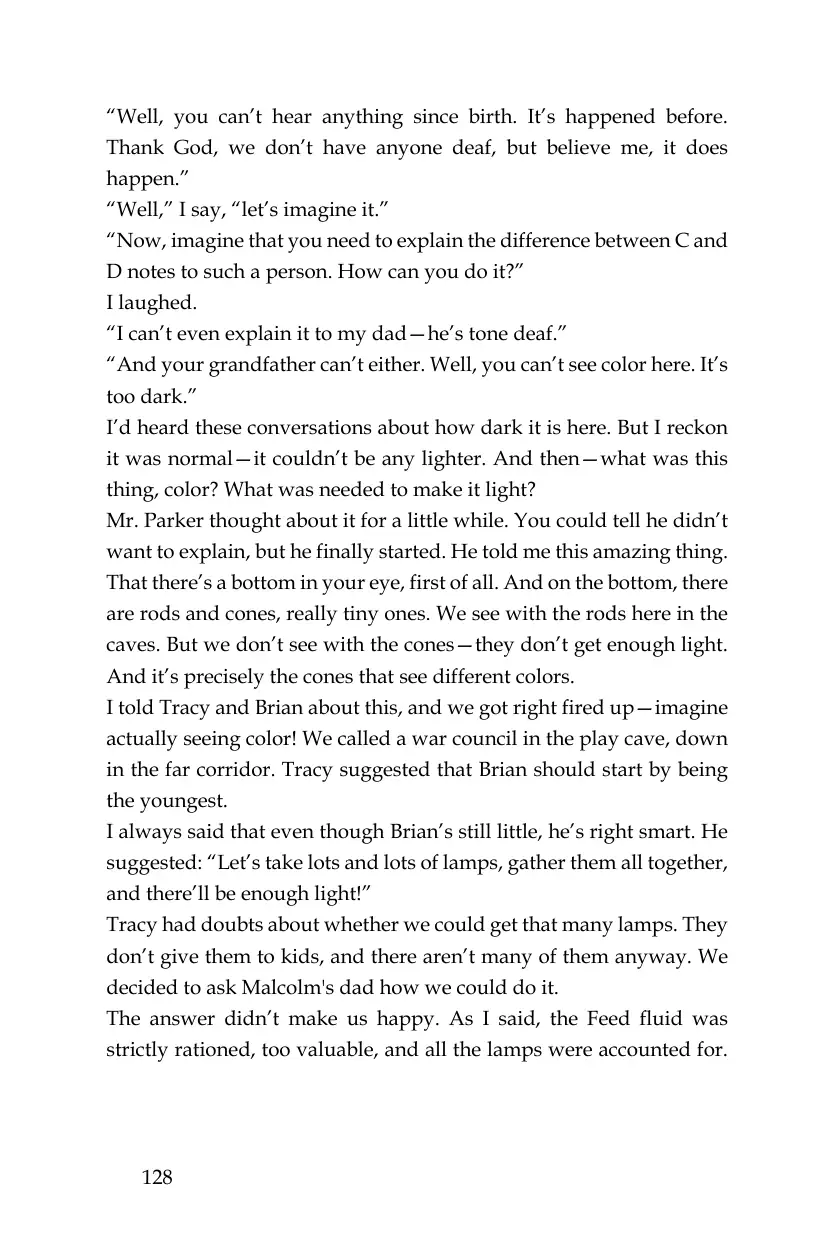 “Well, you can’t hear anything since birth. It’s happened before.
Thank God, we don’t have anyone deaf, but believe me, it does
happen.”
“Well,” I say, “let’s imagine it.”
“Now, imagine that you need to explain the difference between C and
D notes to such a person. How can you do it?”
I laughed.
“I can’t even explain it to my dad—he’s tone deaf.”
“And your grandfather can’t either. Well, you can’t see color here. It’s
too dark.”
I’d heard these conversations about how dark it is here. But I reckon
it was normal—it couldn’t be any lighter. And then—what was this
thing, color? What was needed to make it light?
Mr. Parker thought about it for a little while. You could tell he didn’t
want to explain, but he finally started. He told me this amazing thing.
That there’s a bottom in your eye, first of all. And on the bottom, there
are rods and cones, really tiny ones. We see with the rods here in the
caves. But we don’t see with the cones—they don’t get enough light.
And it’s precisely the cones that see different colors.
I told Tracy and Brian about this, and we got right fired up—imagine
actually seeing color! We called a war council in the play cave, down
in the far corridor. Tracy suggested that Brian should start by being
the youngest.
I always said that even though Brian’s still little, he’s right smart. He
suggested: “Let’s take lots and lots of lamps, gather them all together,
and there’ll be enough light!”
Tracy had doubts about whether we could get that many lamps. They
don’t give them to kids, and there aren’t many of them anyway. We
decided to ask Malcolm's dad how we could do it.
The answer didn’t make us happy. As I said, the Feed fluid was
strictly rationed, too valuable, and all the lamps were accounted for.
128